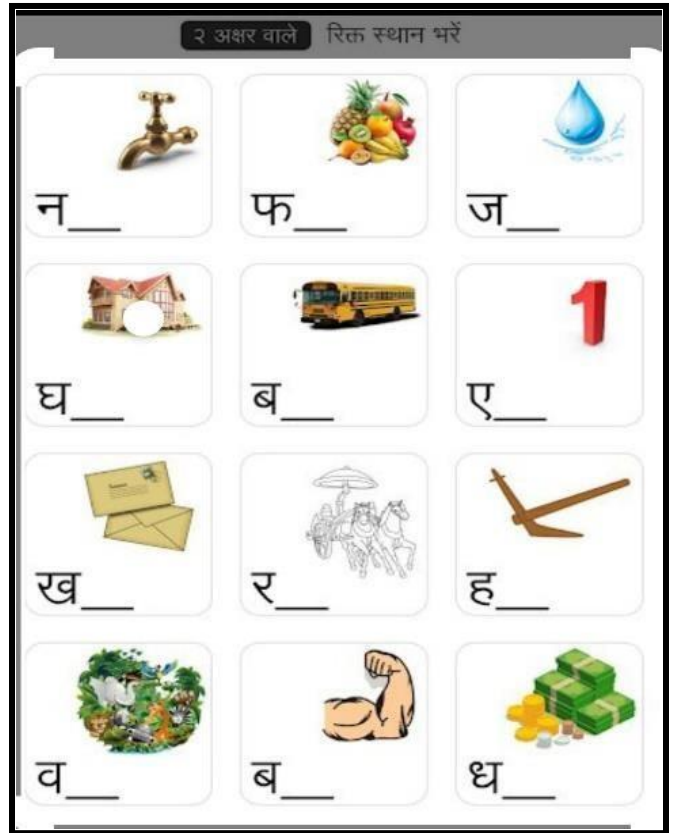 २ अक्षर वाले रिक्त स्थान भरें
न__ फ__ ज__
घ__ ब__ ए__
ख__ र__ ह__
व__ ब__ ध__